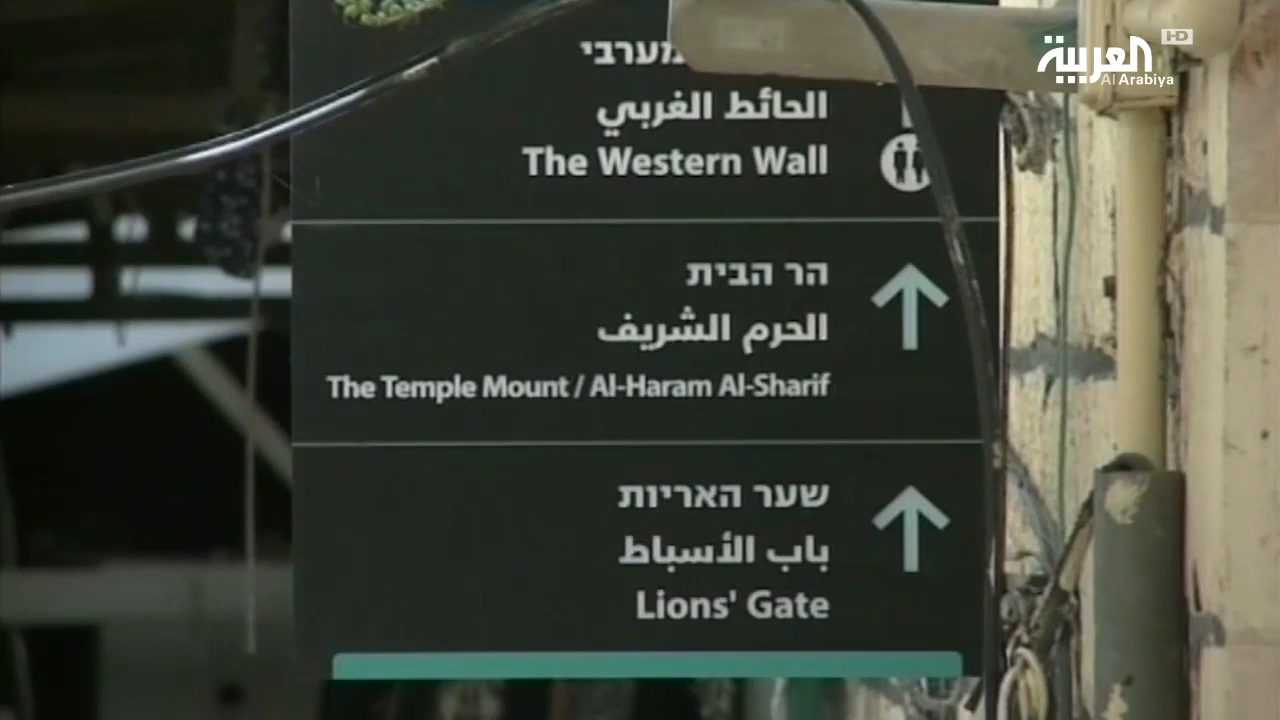 العربية HD
Al Arabiya
מערבי
الحائط الغربي
The Western Wall
הר הבית
الحرم الشريف
The Temple Mount / Al-Haram Al-Sharif
שער האריות
باب الأسباط
Lions' Gate